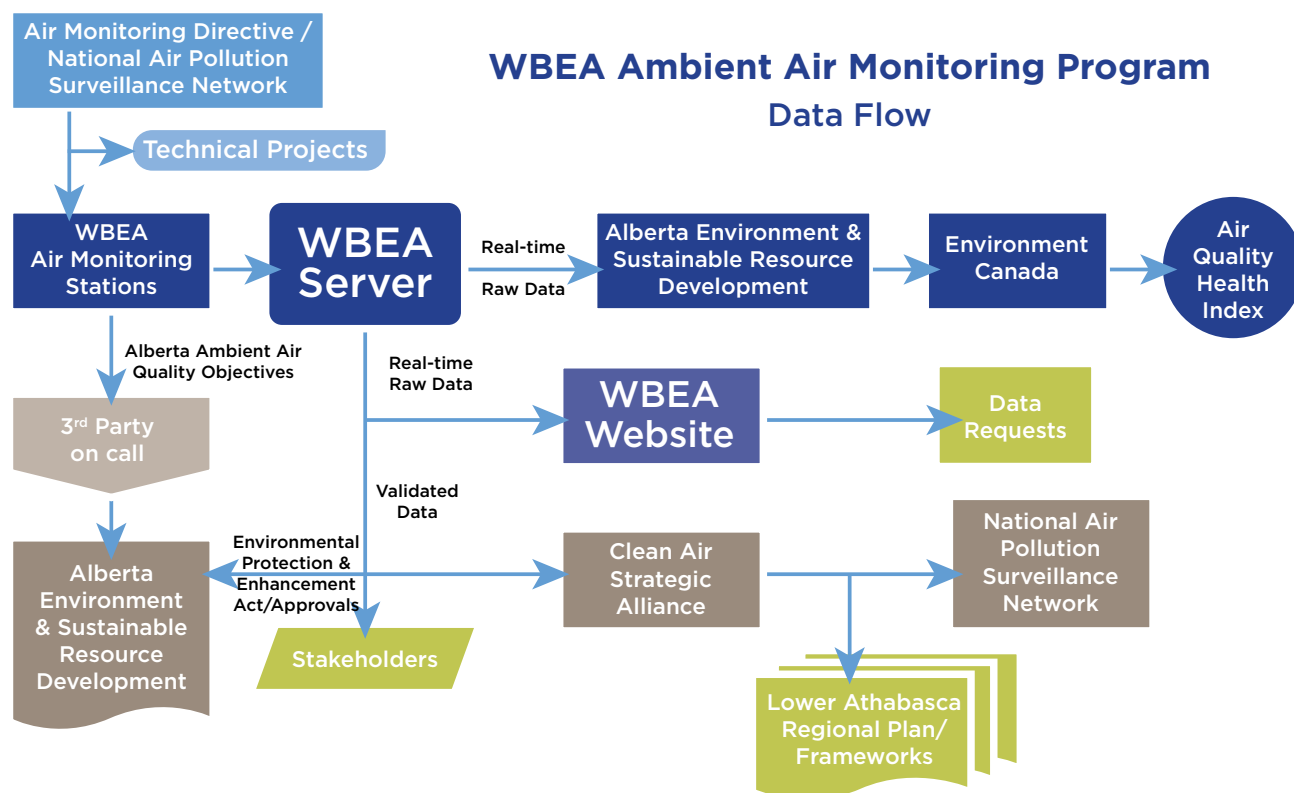 Air Monitoring Directive /
National Air Pollution
Surveillance Network
WBEA Ambient Air Monitoring Program
Data Flow
Technical Projects
WBEA
Air Monitoring
Stations
WBEA
Server
Real-time
Raw Data
Alberta Environment &
Sustainable Resource
Development
Environment
Canada
Air
Quality
Health
Index
Alberta Ambient Air
Quality Objectives
Real-time
Raw Data
WBEA
Website
Data
Requests
3rd Party
on call
Validated
Data
Environmental
Protection &
Enhancement
Act/Approvals
Clean Air
Strategic
Alliance
National Air
Pollution
Surveillance
Network
Alberta
Environment
& Sustainable
Resource
Development
Stakeholders
Lower Athabasca
Regional Plan/
Frameworks